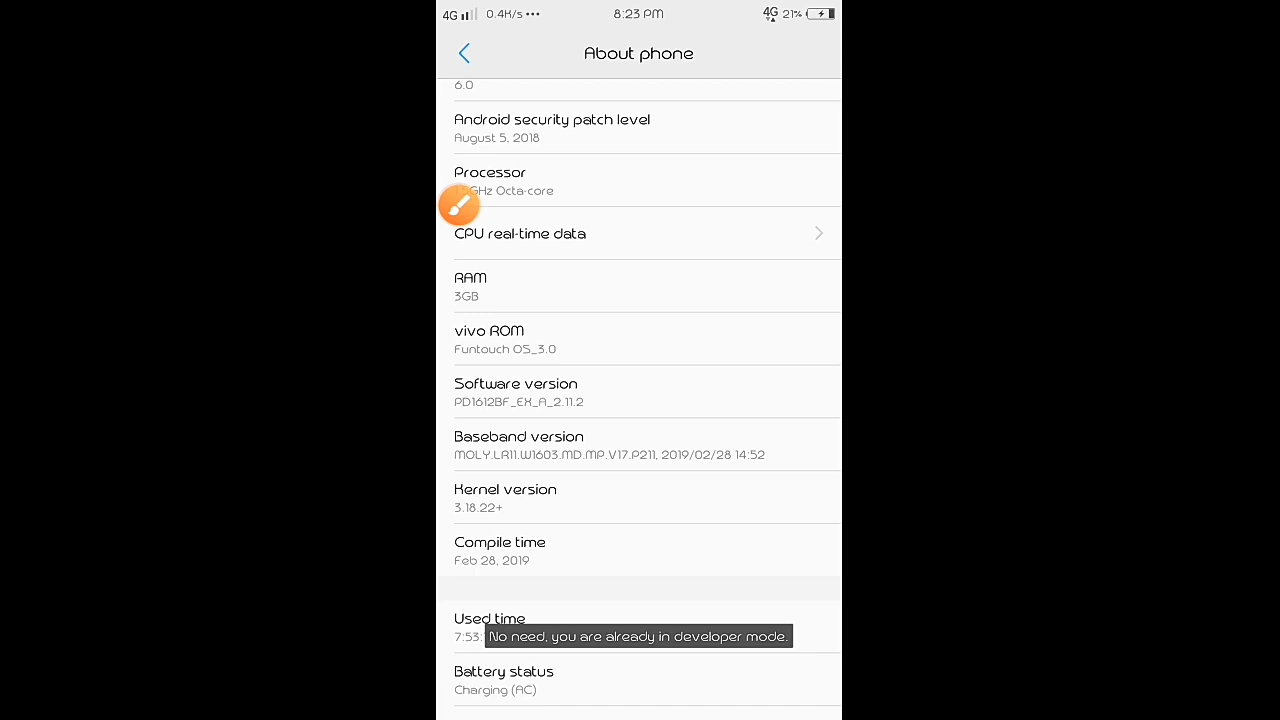 4G 0.4K/s ••• 8:23 PM 4G 21%
About phone
6.0
Android security patch level
August 5, 2018
Processor
GHz Octa-core
CPU real-time data
RAM
3GB
vivo ROM
Funtouch OS_3.0
Software version
PD1612BF_EX_A_2.11.2
Baseband version
MOLY.LR11.W1603.MD.MP.V17.P211, 2019/02/28 14:52
Kernel version
3.18.22+
Compile time
Feb 28, 2019
Used time
7:53:
No need, you are already in developer mode.
Battery status
Charging (AC)